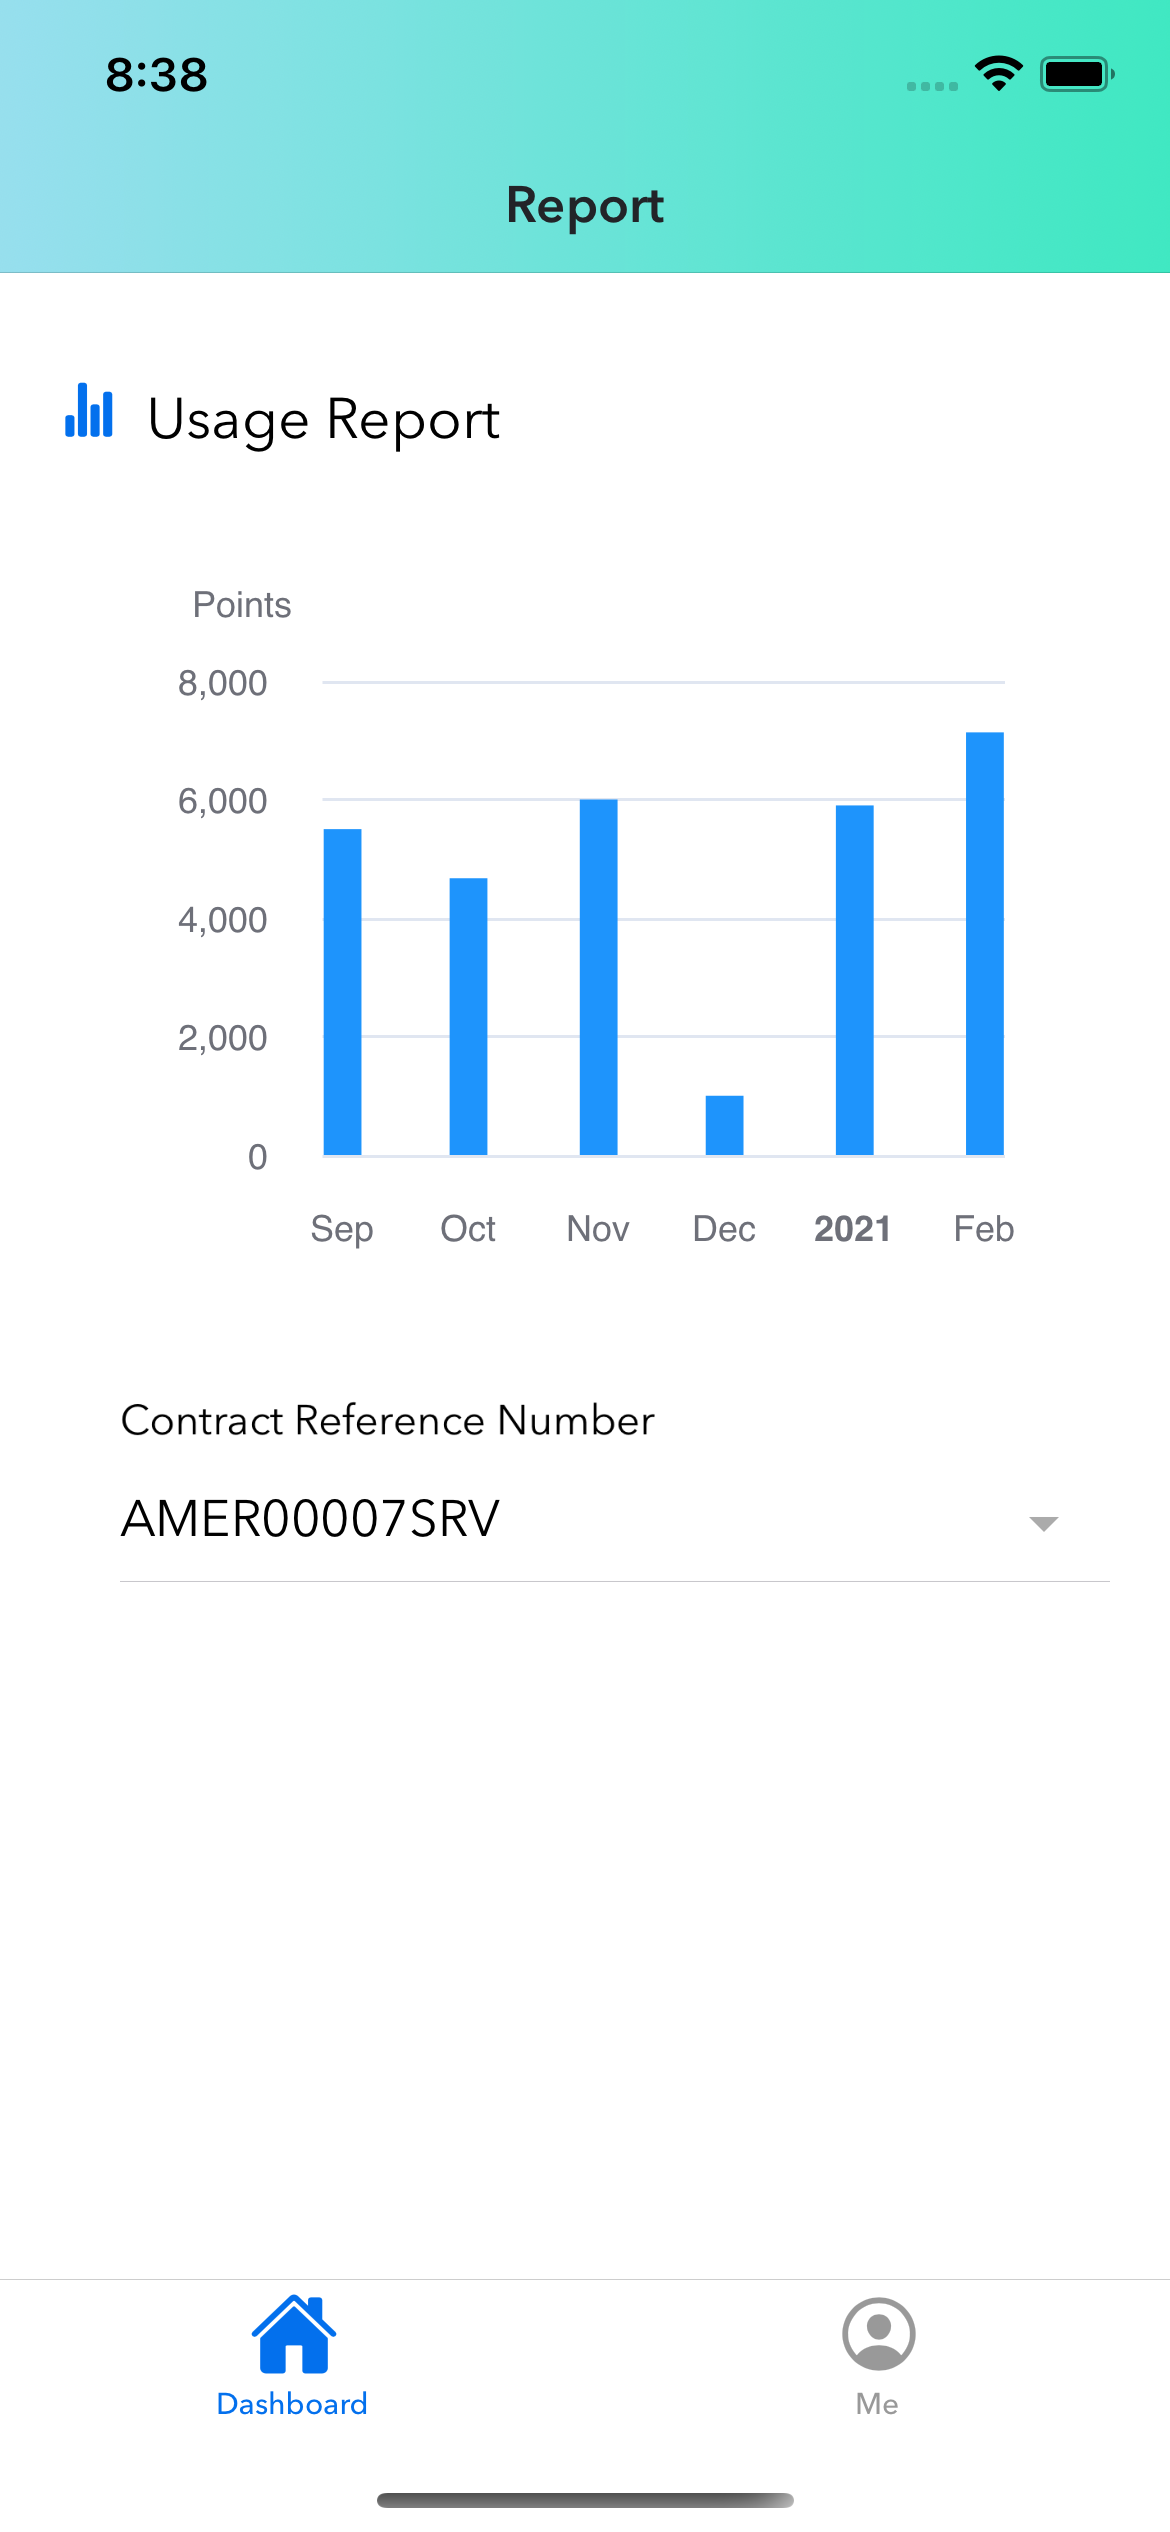 8:38
Report
Usage Report
Points
8,000
6,000
4,000
2,000
0
Sep Oct Nov Dec 2021 Feb
Contract Reference Number
AMER00007SRV
Dashboard Me